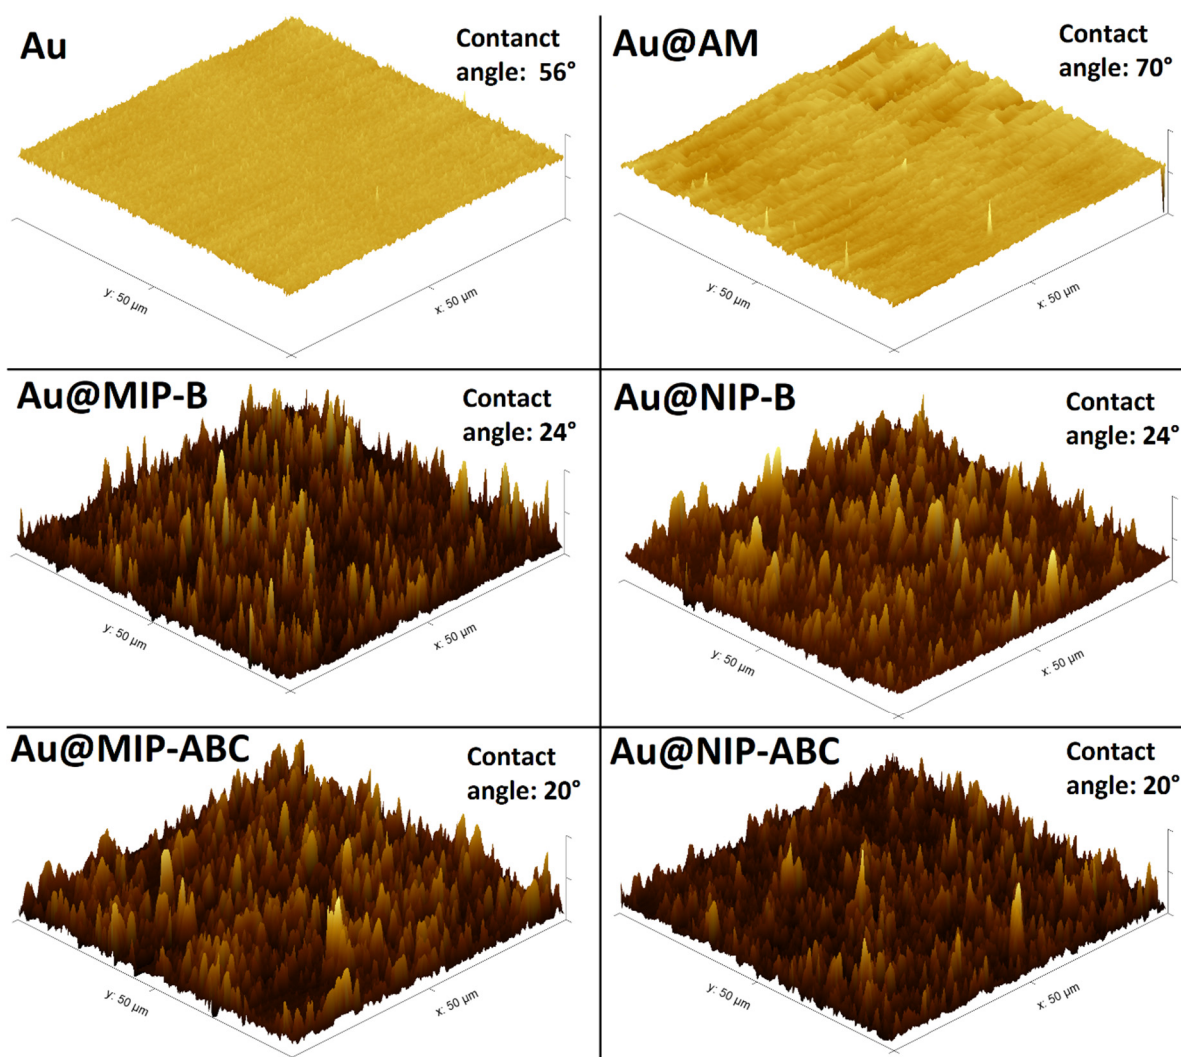 Au
Contanct
angle: 56°
y: 50 µm
x: 50 µm
Au@AM
Contact
angle: 70°
y: 50 µm
x: 50 µm
Au@MIP-B
Contact
angle: 24°
y: 50 µm
x: 50 µm
Au@NIP-B
Contact
angle: 24°
y: 50 µm
x: 50 µm
Au@MIP-ABC
Contact
angle: 20°
y: 50 µm
x: 50 µm
Au@NIP-ABC
Contact
angle: 20°
y: 50 µm
x: 50 µm